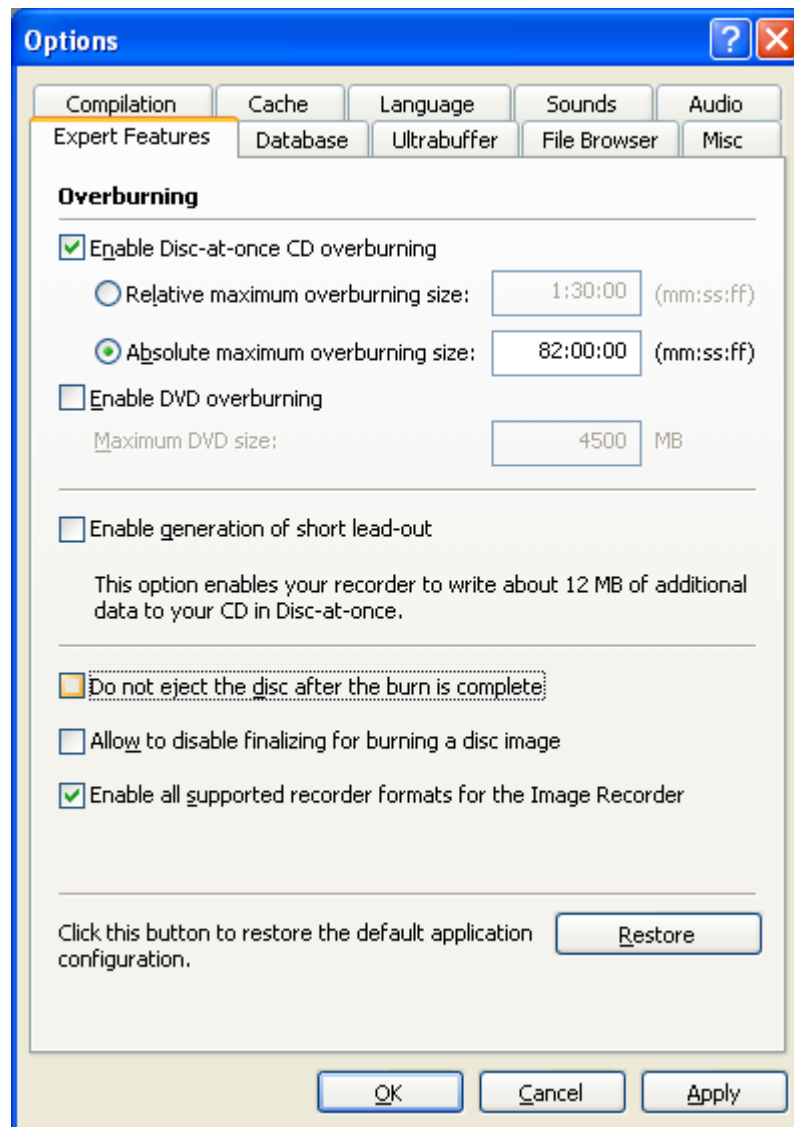 Options
Compilation Cache Language Sounds Audio
Expert Features Database Ultrabuffer File Browser Misc
Overburning
Enable Disc-at-once CD overburning
Relative maximum overburning size: 1:30:00 (mm:ss:ff)
Absolute maximum overburning size: 82:00:00 (mm:ss:ff)
Enable DVD overburning
Maximum DVD size: 4500 MB
Enable generation of short lead-out
This option enables your recorder to write about 12 MB of additional
data to your CD in Disc-at-once.
Do not eject the disc after the burn is complete
Allow to disable finalizing for burning a disc image
Enable all supported recorder formats for the Image Recorder
Click this button to restore the default application
configuration.
Restore
OK Cancel Apply